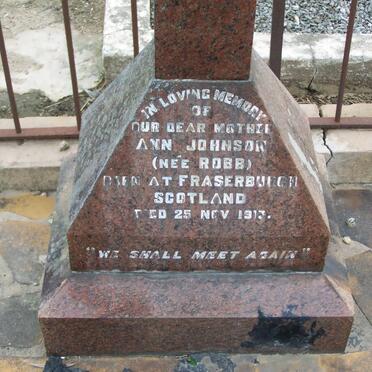 IN LOVING MEMORY
OF
OUR DEAR MOTHER
ANN JOHNSON
(NÉE ROBB)
BORN AT FRASERBURGH
SCOTLAND
DIED 25 NOV 1913.
"WE SHALL MEET AGAIN"